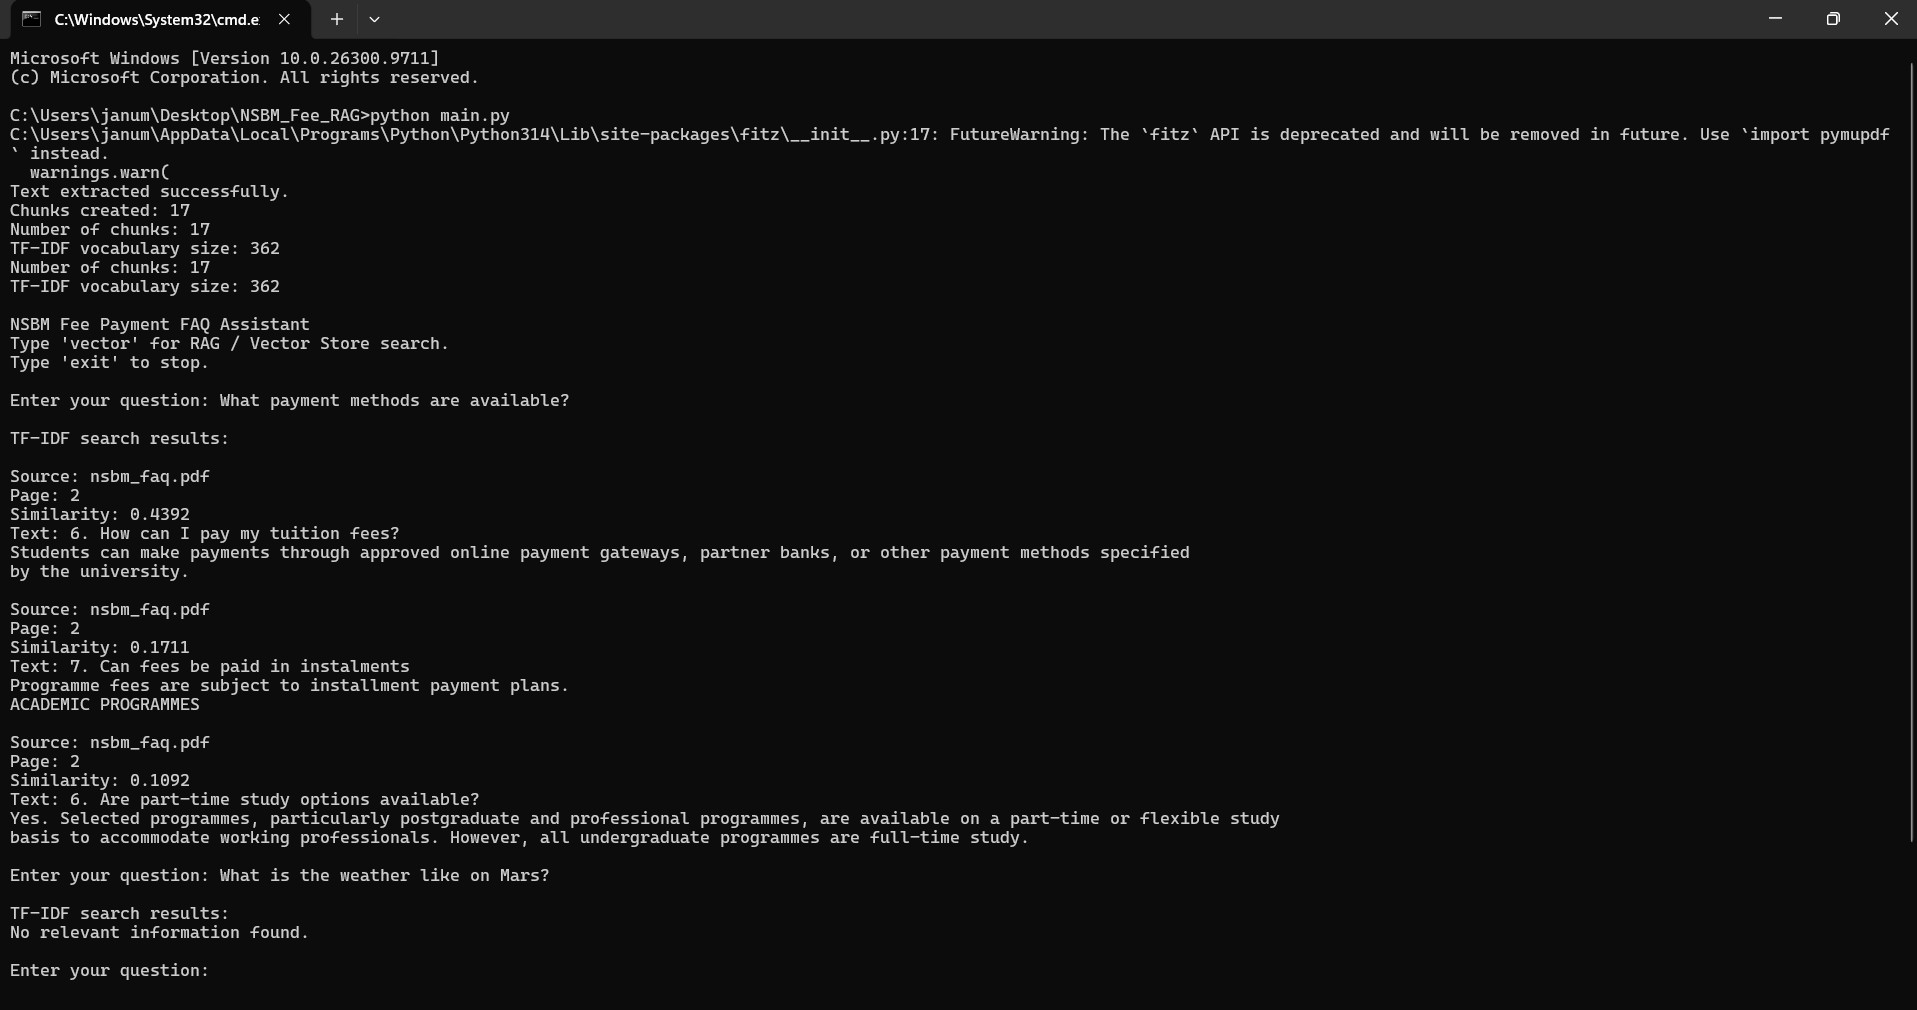 C:\Windows\System32\cmd.e
Microsoft Windows [Version 10.0.26300.9711]
(c) Microsoft Corporation. All rights reserved.
C:\Users\janum\Desktop\NSBM_Fee_RAG>python main.py
C:\Users\janum\AppData\Local\Programs\Python\Python314\Lib\site-packages\fitz\__init__.py:17: FutureWarning: The `fitz` API is deprecated and will be removed in future. Use `import pymupdf
` instead.
  warnings.warn(
Text extracted successfully.
Chunks created: 17
Number of chunks: 17
TF-IDF vocabulary size: 362
Number of chunks: 17
TF-IDF vocabulary size: 362
NSBM Fee Payment FAQ Assistant
Type 'vector' for RAG / Vector Store search.
Type 'exit' to stop.
Enter your question: What payment methods are available?
TF-IDF search results:
Source: nsbm_faq.pdf
Page: 2
Similarity: 0.4392
Text: 6. How can I pay my tuition fees?
Students can make payments through approved online payment gateways, partner banks, or other payment methods specified
by the university.
Source: nsbm_faq.pdf
Page: 2
Similarity: 0.1711
Text: 7. Can fees be paid in instalments
Programme fees are subject to installment payment plans.
ACADEMIC PROGRAMMES
Source: nsbm_faq.pdf
Page: 2
Similarity: 0.1092
Text: 6. Are part-time study options available?
Yes. Selected programmes, particularly postgraduate and professional programmes, are available on a part-time or flexible study
basis to accommodate working professionals. However, all undergraduate programmes are full-time study.
Enter your question: What is the weather like on Mars?
TF-IDF search results:
No relevant information found.
Enter your question: